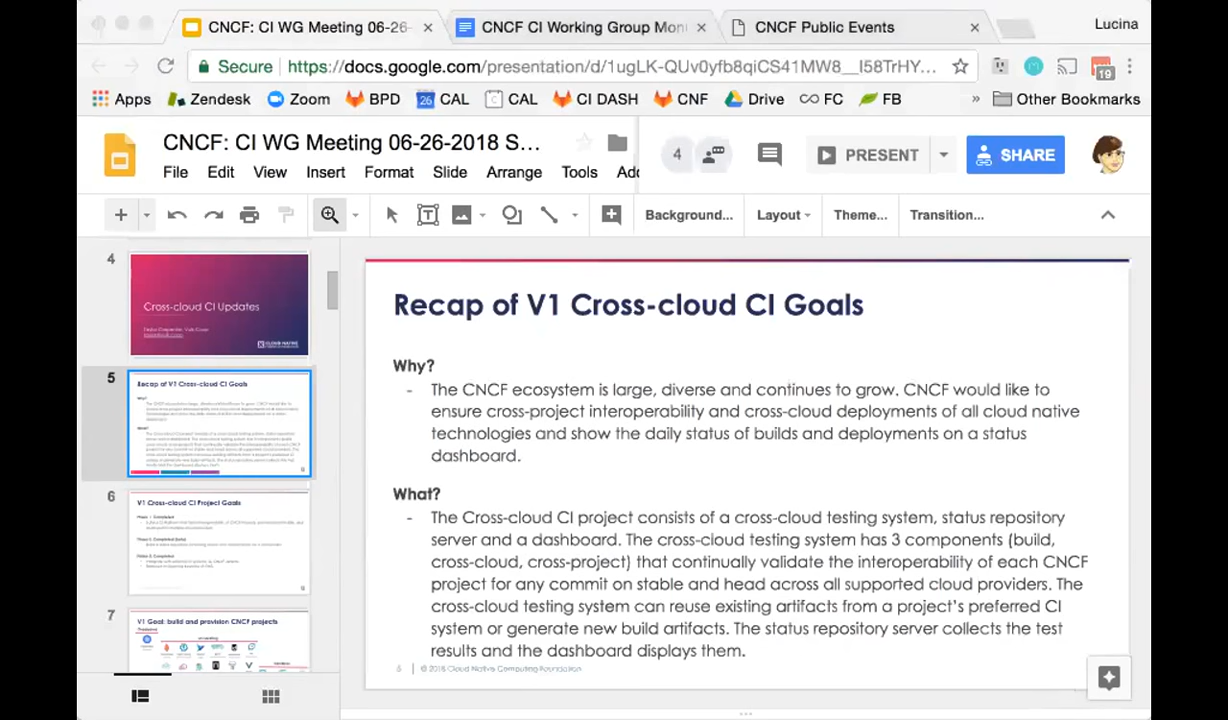 CNCF: CI WG Meeting 06-26-
CNCF CI Working Group Mon
CNCF Public Events
Lucina
Secure
https://docs.google.com/presentation/d/1ugLK-QUv0yfb8qiCS41MW8__I58TrHY...
19
Apps
Zendesk
Zoom
BPD
26 CAL
CAL
CI DASH
CNF
Drive
FC
FB
»
Other Bookmarks
CNCF: CI WG Meeting 06-26-2018 S...
4
PRESENT
SHARE
File Edit View Insert Format Slide Arrange Tools Ad
Background... Layout Theme... Transition...
4
Cross-cloud CI Updates
CLOUD NATIVE
5
Recap of V1 Cross-cloud CI Goals
6
V1 Cross-cloud CI Project Goals
7
V1 Goal: build and provision CNCF projects
Recap of V1 Cross-cloud CI Goals
Why?
- The CNCF ecosystem is large, diverse and continues to grow. CNCF would like to
ensure cross-project interoperability and cross-cloud deployments of all cloud native
technologies and show the daily status of builds and deployments on a status
dashboard.
What?
- The Cross-cloud CI project consists of a cross-cloud testing system, status repository
server and a dashboard. The cross-cloud testing system has 3 components (build,
cross-cloud, cross-project) that continually validate the interoperability of each CNCF
project for any commit on stable and head across all supported cloud providers. The
cross-cloud testing system can reuse existing artifacts from a project's preferred CI
system or generate new build artifacts. The status repository server collects the test
results and the dashboard displays them.
© 2018 Cloud Native Computing Foundation